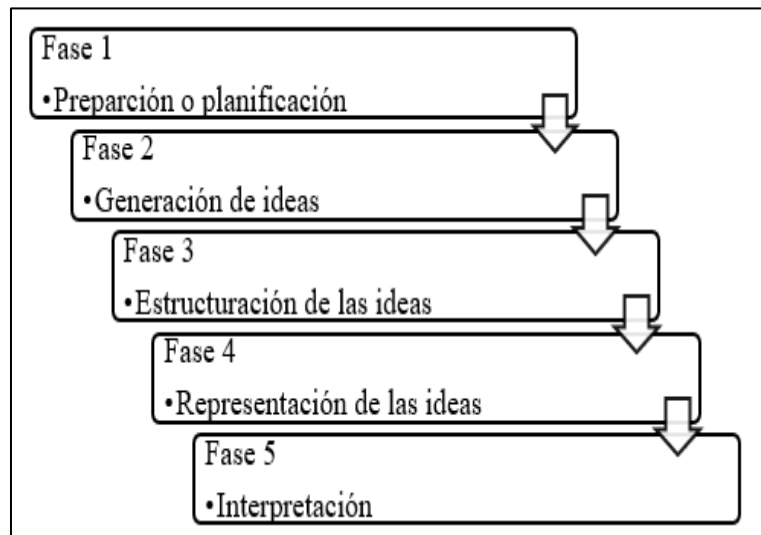 Fase 1
•Preparción o planificación
Fase 2
•Generación de ideas
Fase 3
•Estructuración de las ideas
Fase 4
•Representación de las ideas
Fase 5
•Interpretación